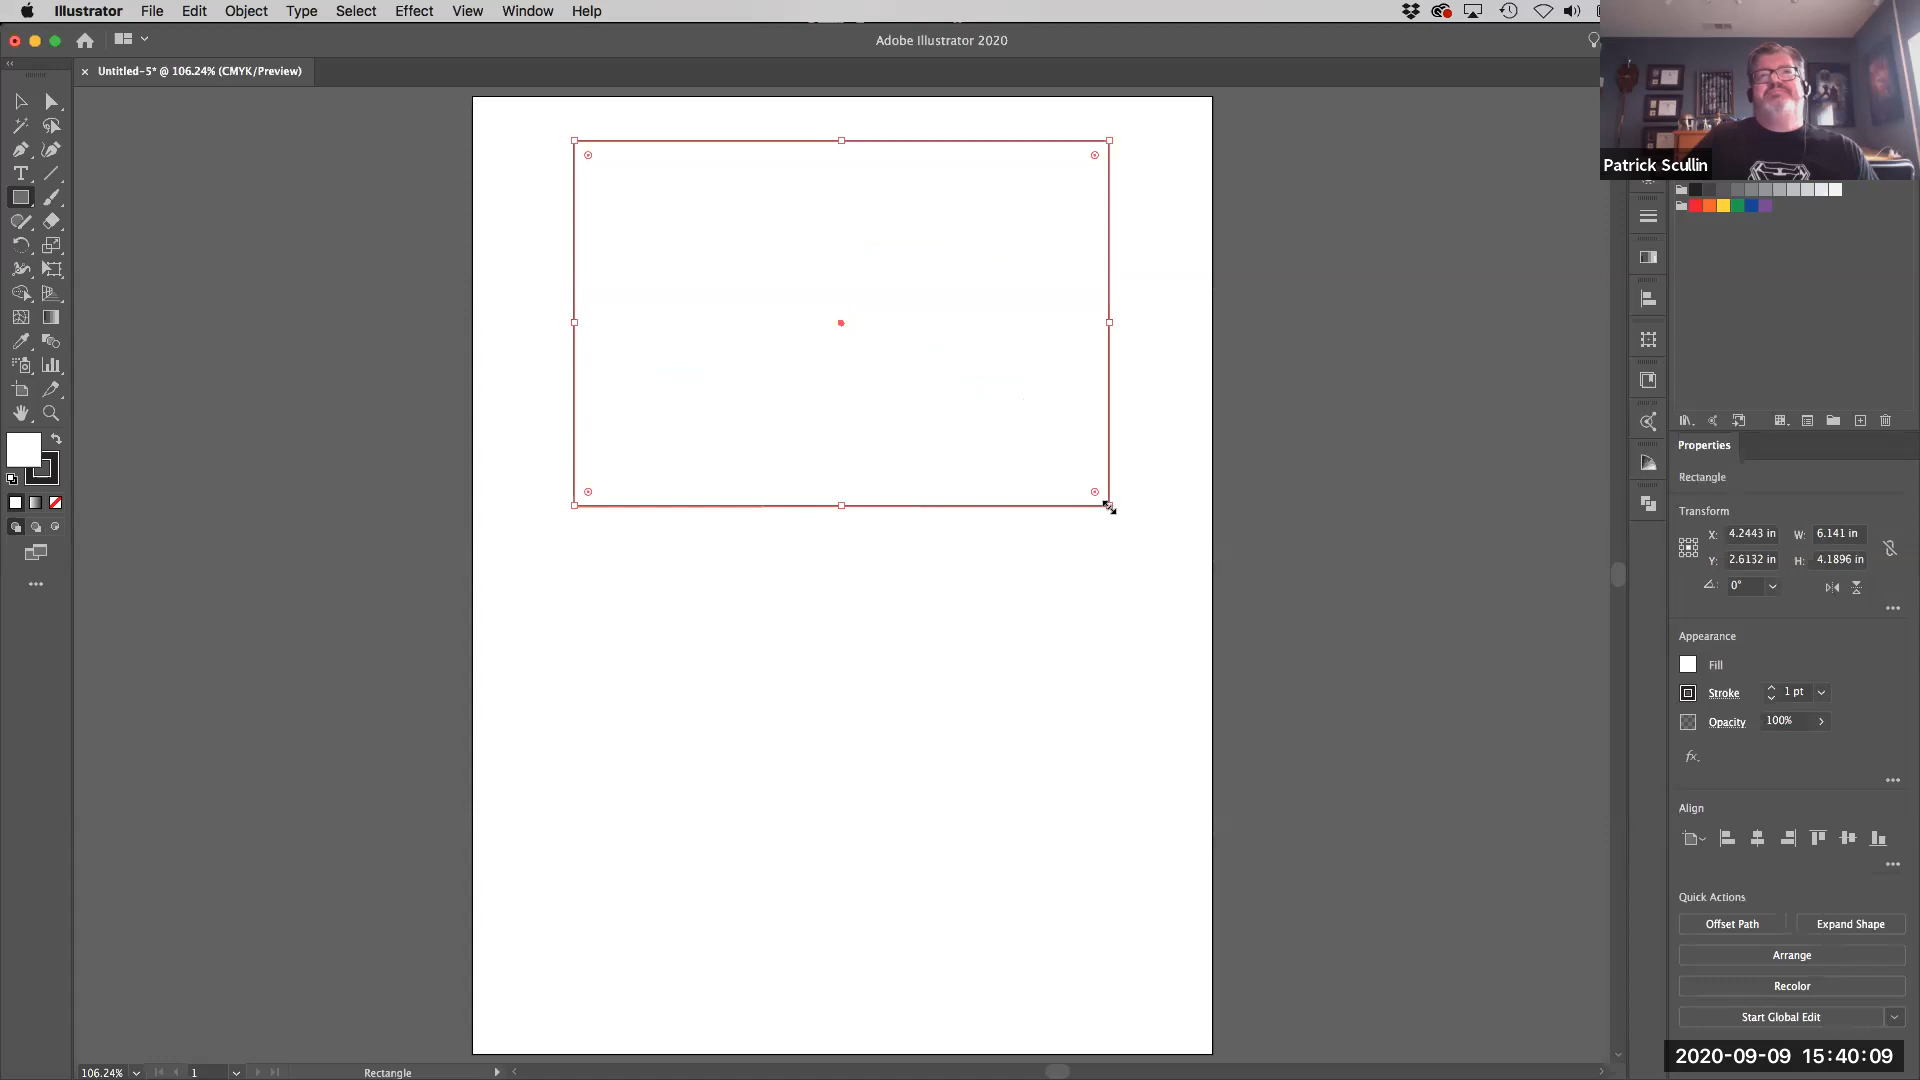 Illustrator File Edit Object Type Select Effect View Window Help
Adobe Illustrator 2020
Untitled-5* @ 106.24% (CMYK/Preview)
Patrick Scullin
Properties
Rectangle
Transform
X: 4.2443 in W: 6.141 in
Y: 2.6132 in H: 4.1896 in
0°
Appearance
Fill
Stroke 1 pt
Opacity 100%
fx.
Align
Quick Actions
Offset Path Expand Shape
Arrange
Recolor
Start Global Edit
2020-09-09 15:40:09
106.24% 1 Rectangle